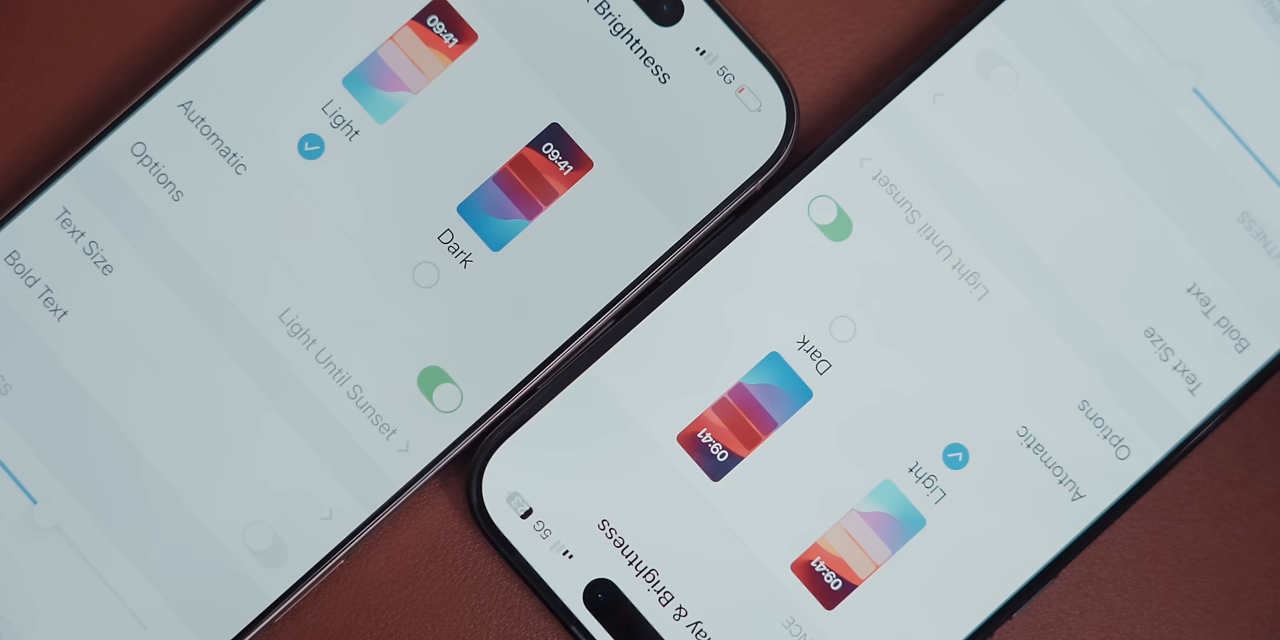 Brightness
5G
09:41
09:41
Light
Dark
Automatic
Options
Light Until Sunset
Text Size
Bold Text
5G
23
ay & Brightness
09:41
09:41
Light
Dark
Automatic
Options
Light Until Sunset
Text Size
Bold Text